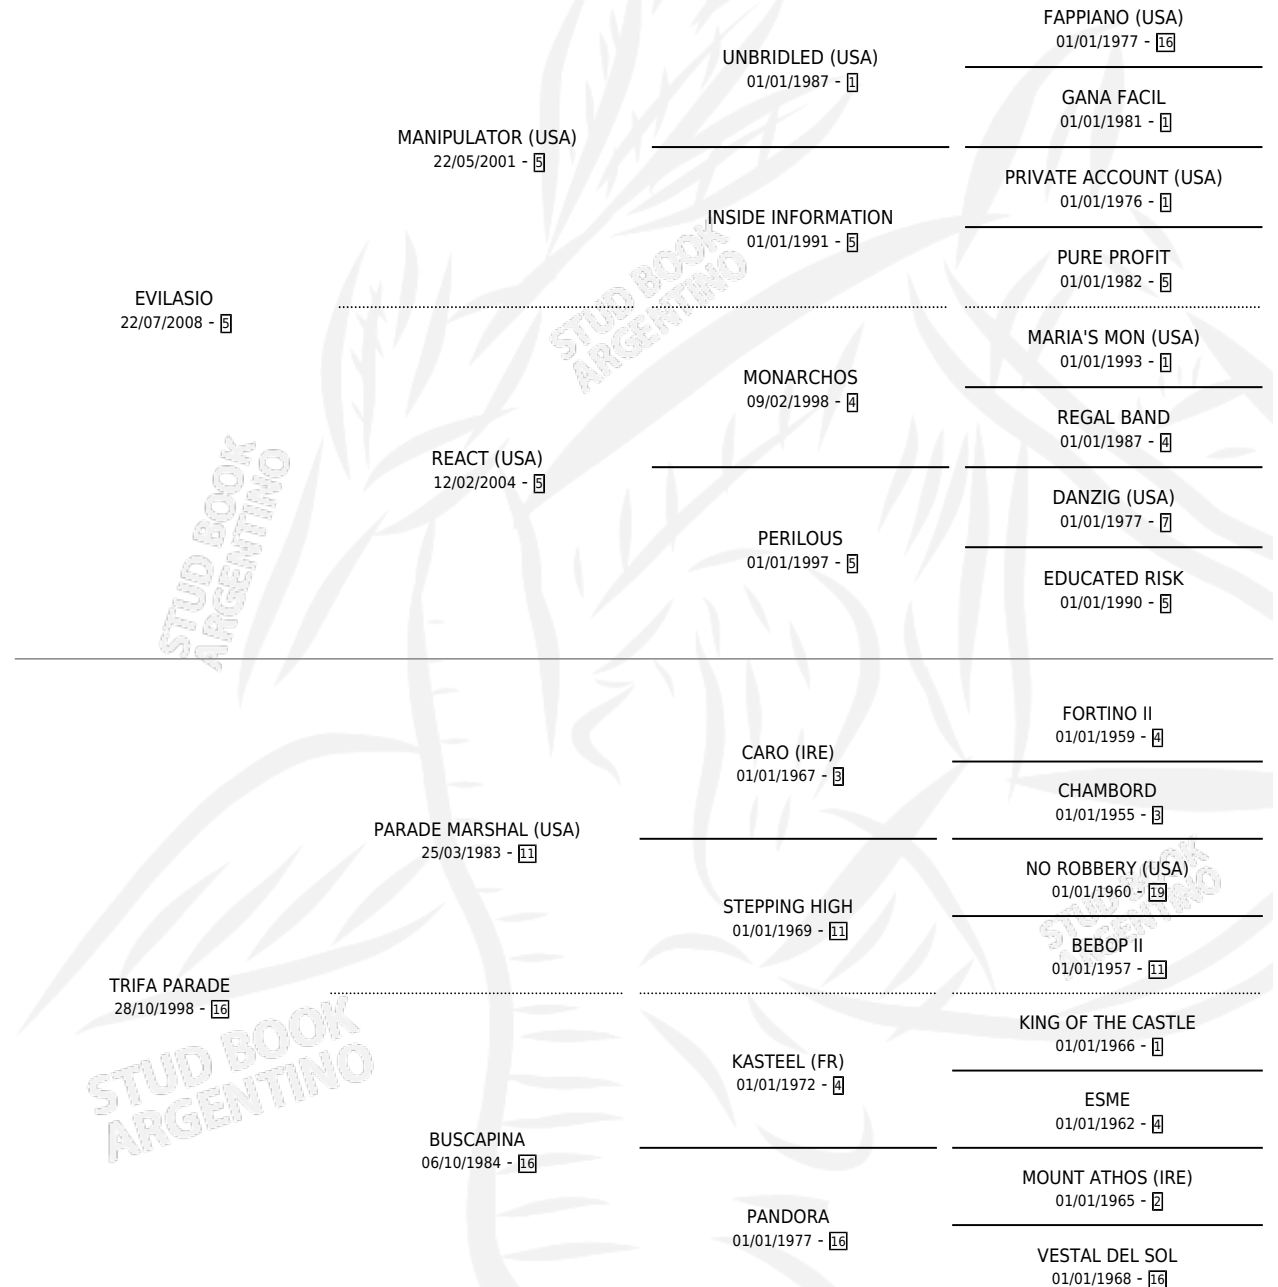 FAPPIANO (USA)
01/01/1977 - 16
UNBRIDLED (USA)
01/01/1987 - 1
GANA FACIL
01/01/1981 - 1
MANIPULATOR (USA)
22/05/2001 - 5
PRIVATE ACCOUNT (USA)
01/01/1976 - 1
INSIDE INFORMATION
01/01/1991 - 5
PURE PROFIT
01/01/1982 - 5
EVILASIO
22/07/2008 - 5
MARIA'S MON (USA)
01/01/1993 - 1
MONARCHOS
09/02/1998 - 4
REGAL BAND
01/01/1987 - 4
REACT (USA)
12/02/2004 - 5
DANZIG (USA)
01/01/1977 - 7
PERILOUS
01/01/1997 - 5
EDUCATED RISK
01/01/1990 - 5
FORTINO II
01/01/1959 - 4
CARO (IRE)
01/01/1967 - 3
CHAMBORD
01/01/1955 - 3
PARADE MARSHAL (USA)
25/03/1983 - 11
NO ROBBERY (USA)
01/01/1960 - 19
STEPPING HIGH
01/01/1969 - 11
BEBOP II
01/01/1957 - 11
TRIFA PARADE
28/10/1998 - 16
KING OF THE CASTLE
01/01/1966 - 1
KASTEEL (FR)
01/01/1972 - 4
ESME
01/01/1962 - 4
BUSCAPINA
06/10/1984 - 16
MOUNT ATHOS (IRE)
01/01/1965 - 2
PANDORA
01/01/1977 - 16
VESTAL DEL SOL
01/01/1968 - 16
STUD BOOK
ARGENTINO
STUD BOOK
ARGENTINO
STUD BOOK
ARGENTINO
STUD BOOK
ARGENTINO